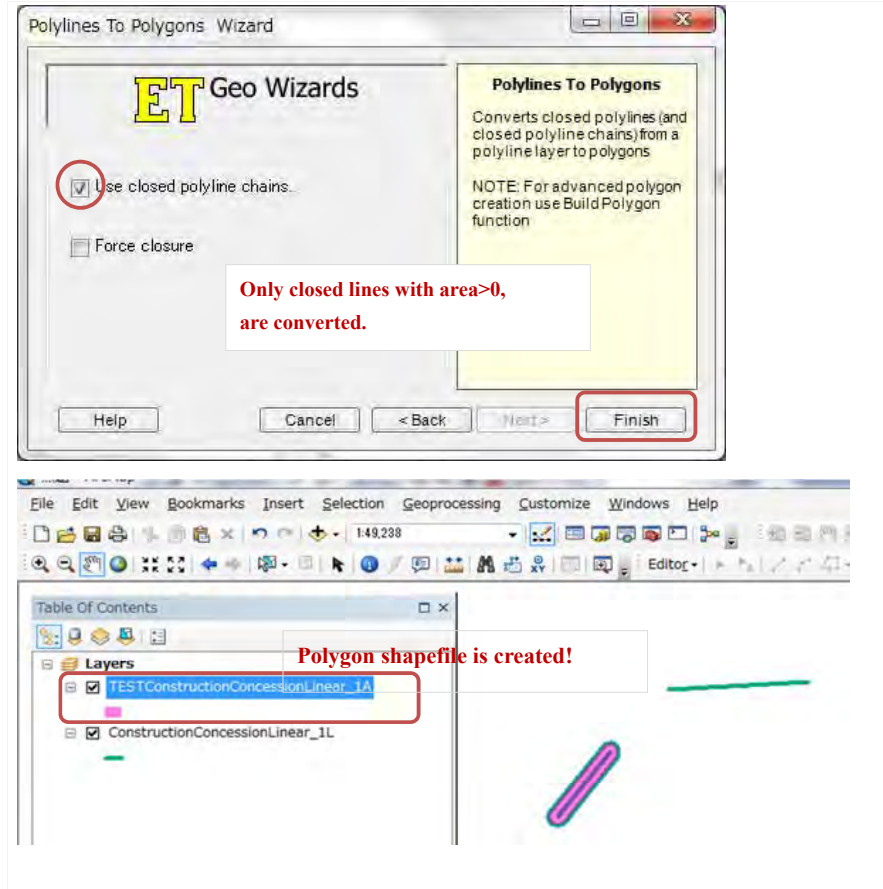 Polylines To Polygons Wizard
ET Geo Wizards
Use closed polyline chains..
Force closure
Polylines To Polygons
Converts closed polylines (and
closed polyline chains) from a
polyline layer to polygons
NOTE: For advanced polygon
creation use Build Polygon
function
Only closed lines with area>0,
are converted.
Help
Cancel
< Back
Next >
Finish
File Edit View Bookmarks Insert Selection Geoprocessing Customize Windows Help
1:49,238
Editor
Table Of Contents
Polygon shapefile is created!
Layers
TESTConstructionConcessionLinear_1A
ConstructionConcessionLinear_1L